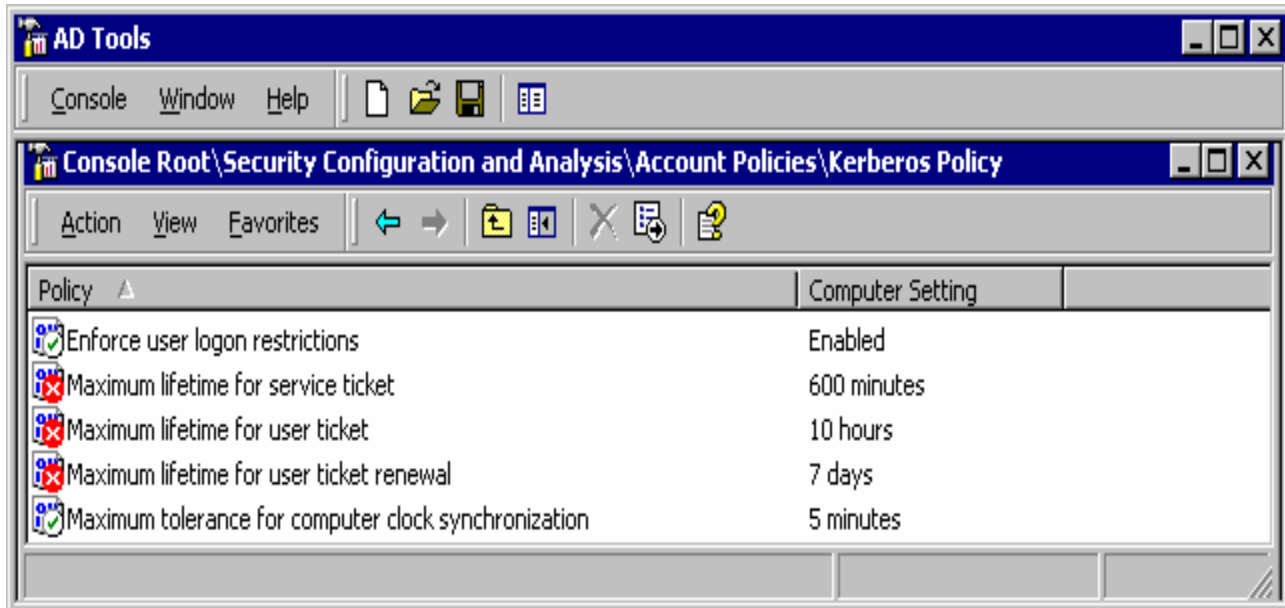 AD Tools
Console Window Help
Console Root\Security Configuration and Analysis\Account Policies\Kerberos Policy
Action View Favorites
Policy Computer Setting
Enforce user logon restrictions Enabled
Maximum lifetime for service ticket 600 minutes
Maximum lifetime for user ticket 10 hours
Maximum lifetime for user ticket renewal 7 days
Maximum tolerance for computer clock synchronization 5 minutes